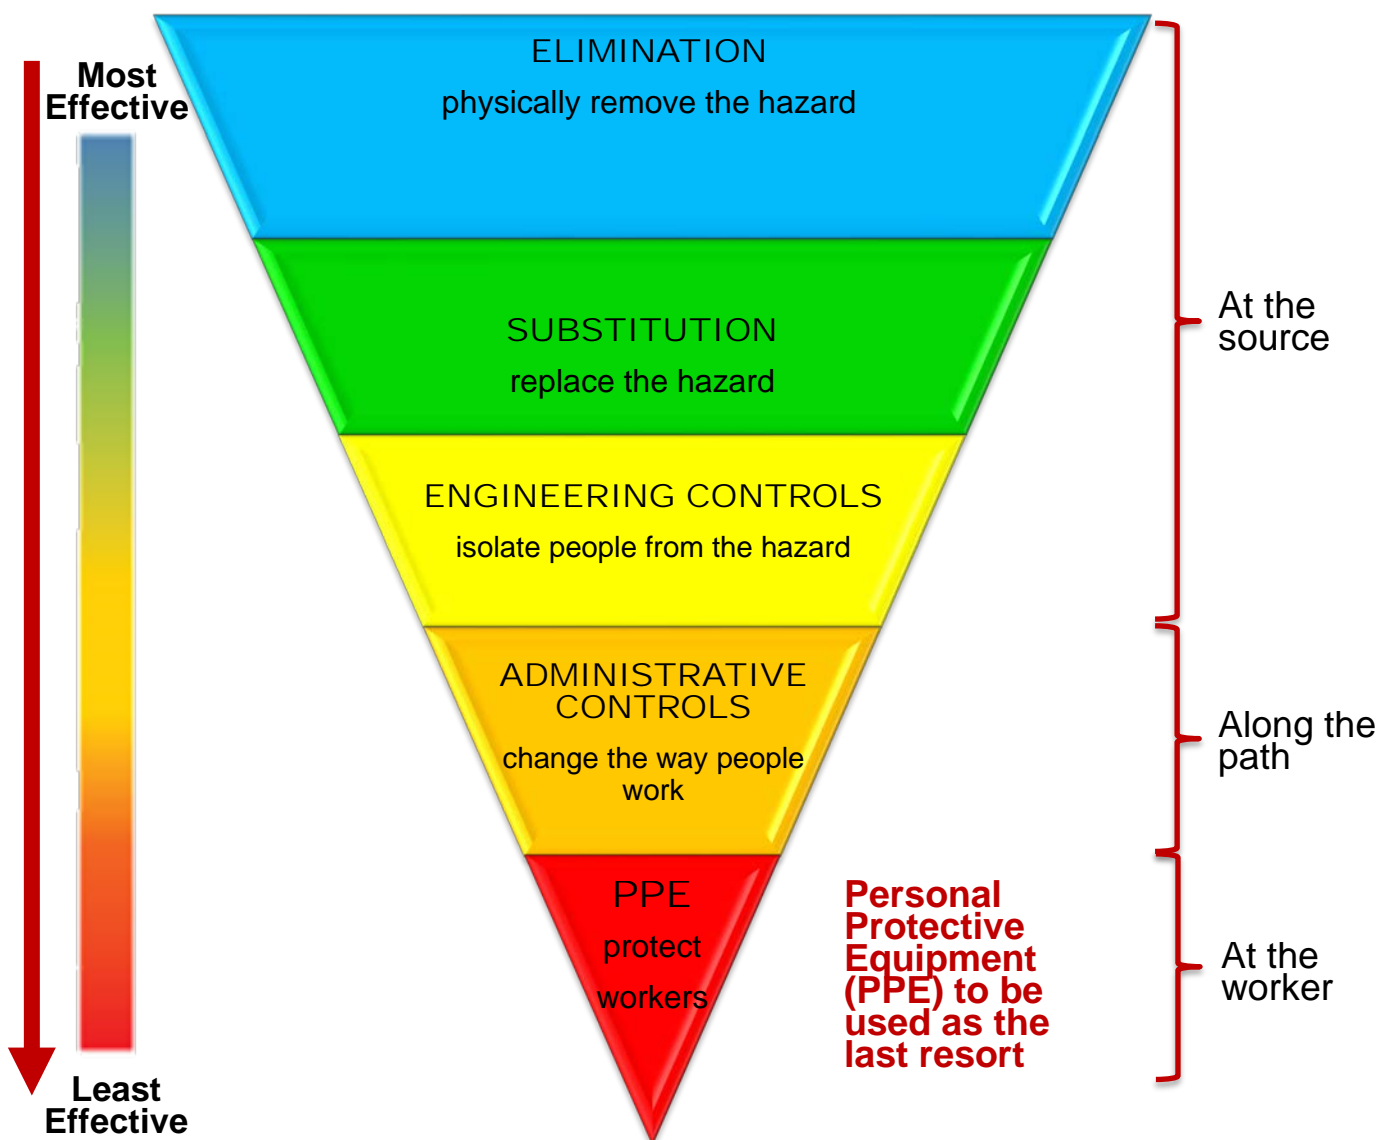 Most
Effective
ELIMINATION
physically remove the hazard
SUBSTITUTION
replace the hazard
ENGINEERING CONTROLS
isolate people from the hazard
ADMINISTRATIVE
CONTROLS
change the way people
work
PPE
protect
workers
Least
Effective
Personal
Protective
Equipment
(PPE) to be
used as the
last resort
At the
source
Along the
path
At the
worker